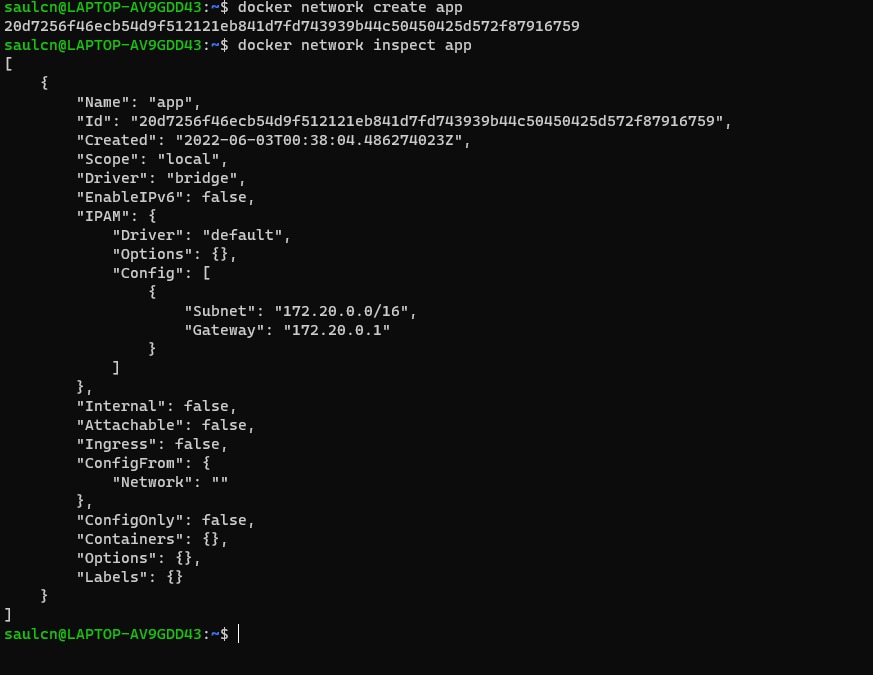 saulcn@LAPTOP-AV9GDD43:~$ docker network create app
20d7256f46ecb54d9f512121eb841d7fd743939b44c50450425d572f87916759
saulcn@LAPTOP-AV9GDD43:~$ docker network inspect app
[
    {
        "Name": "app",
        "Id": "20d7256f46ecb54d9f512121eb841d7fd743939b44c50450425d572f87916759",
        "Created": "2022-06-03T00:38:04.486274023Z",
        "Scope": "local",
        "Driver": "bridge",
        "EnableIPv6": false,
        "IPAM": {
            "Driver": "default",
            "Options": {},
            "Config": [
                {
                    "Subnet": "172.20.0.0/16",
                    "Gateway": "172.20.0.1"
                }
            ]
        },
        "Internal": false,
        "Attachable": false,
        "Ingress": false,
        "ConfigFrom": {
            "Network": ""
        },
        "ConfigOnly": false,
        "Containers": {},
        "Options": {},
        "Labels": {}
    }
]
saulcn@LAPTOP-AV9GDD43:~$